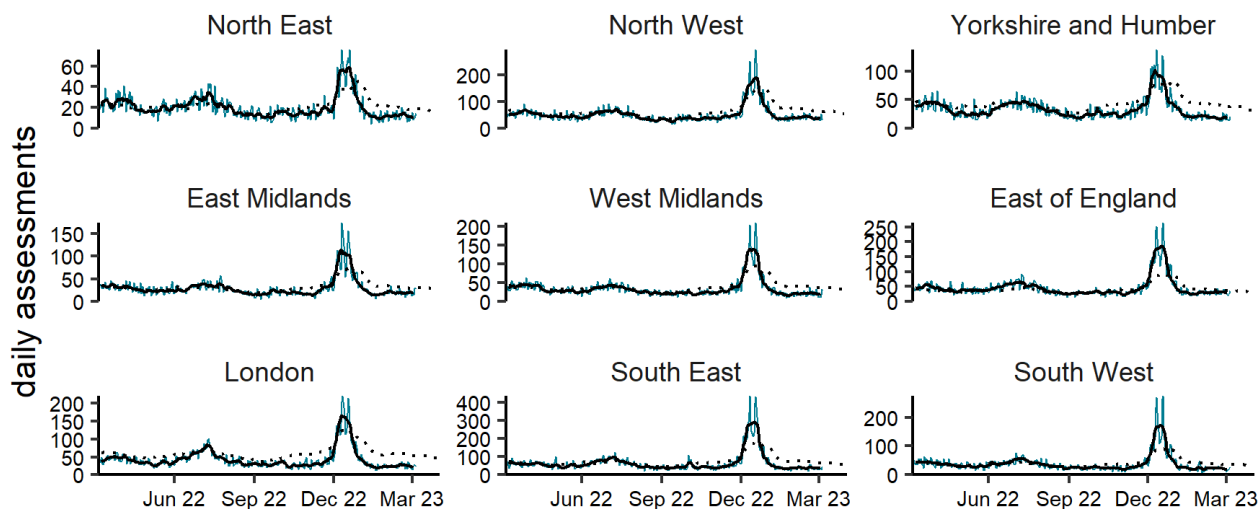 daily assessments
North East
60
40
20
0
North West
200
100
0
Yorkshire and Humber
100
50
0
East Midlands
150
100
50
0
West Midlands
200
150
100
50
0
East of England
250
200
150
100
50
0
London
200
150
100
50
0
Jun 22 Sep 22 Dec 22 Mar 23
South East
400
300
200
100
0
Jun 22 Sep 22 Dec 22 Mar 23
South West
200
100
0
Jun 22 Sep 22 Dec 22 Mar 23